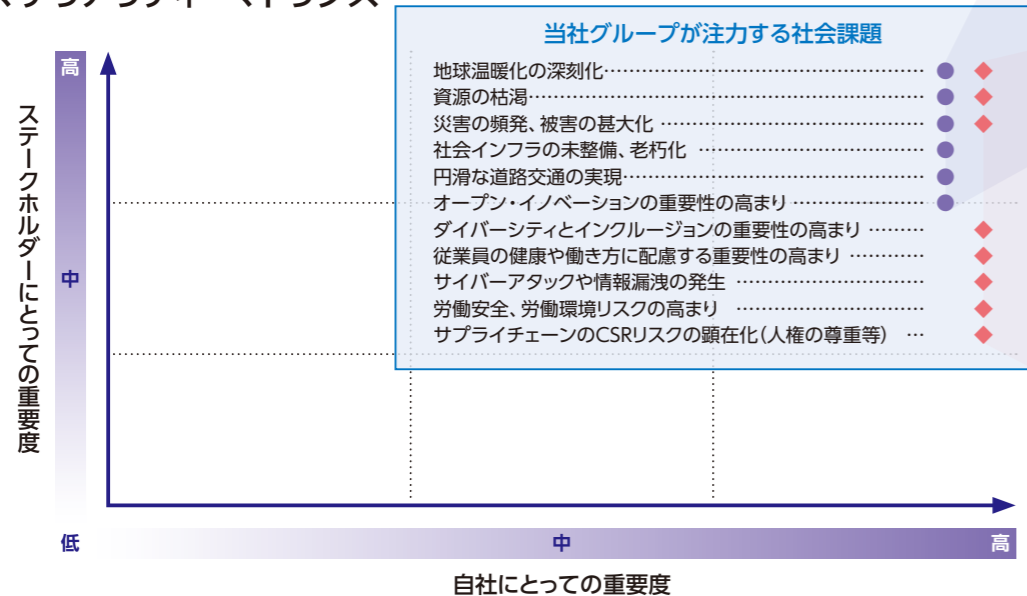 当社グループが注力する社会課題
地球温暖化の深刻化
資源の枯渇
災害の頻発、被害の甚大化
社会インフラの未整備、老朽化
円滑な道路交通の実現
オープン・イノベーションの重要性の高まり
ダイバーシティとインクルージョンの重要性の高まり
従業員の健康や働き方に配慮する重要性の高まり
サイバーアタックや情報漏洩の発生
労働安全、労働環境リスクの高まり
サプライチェーンのCSRリスクの顕在化(人権の尊重等)
高
ステークホルダーにとっての重要度
中
低
中
高
自社にとっての重要度